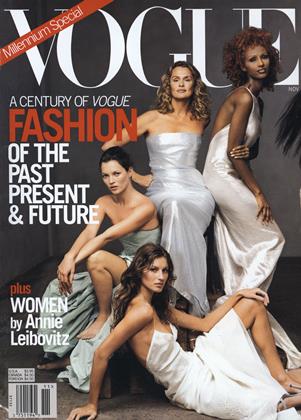 Millennium Special
VOGUE
NOV
A CENTURY OF VOGUE
FASHION
OF THE
PAST
PRESENT
& FUTURE
plus
WOMEN
by Annie
Leibovitz